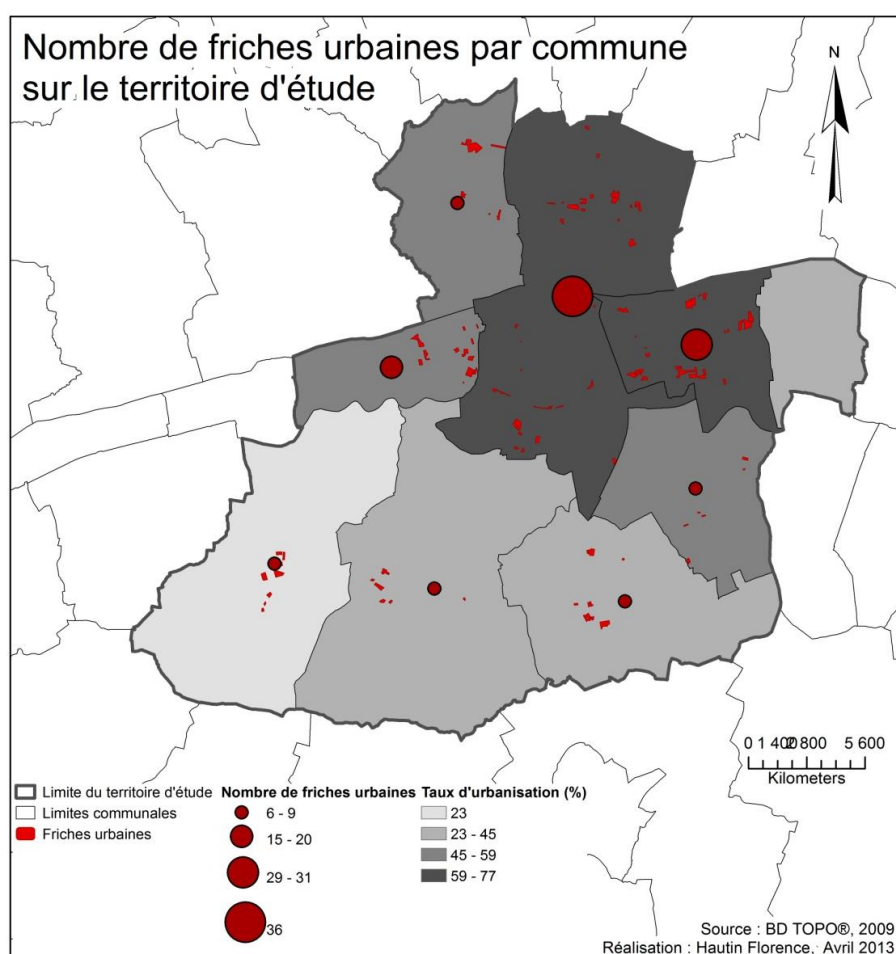 Nombre de friches urbaines par commune
sur le territoire d'étude
N
0 1 400 2 800 5 600
Kilometers
Limite du territoire d'étude
Limites communales
Friches urbaines
Nombre de friches urbaines
6 - 9
15 - 20
29 - 31
36
Taux d'urbanisation (%)
23
23 - 45
45 - 59
59 - 77
Source : BD TOPO®, 2009
Réalisation : Hautin Florence, Avril 2013